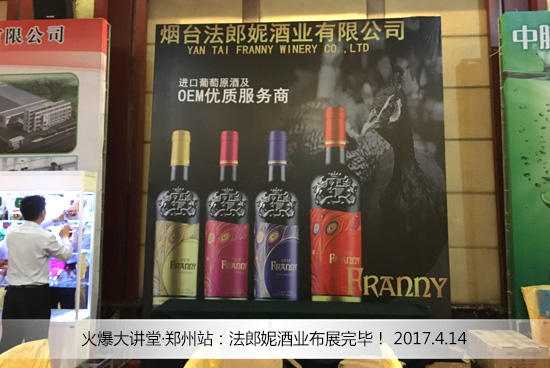 有限公司
烟台法郎妮酒业有限公司
YAN TAI FRANNY WINERY CO.,LTD
进口葡萄原酒及
OEM优质服务商
FRANNY
FRANNY
FRANNY
FRANNY
FRANNY
中脉
火爆大讲堂·郑州站：法郎妮酒业布展完毕！ 2017.4.14